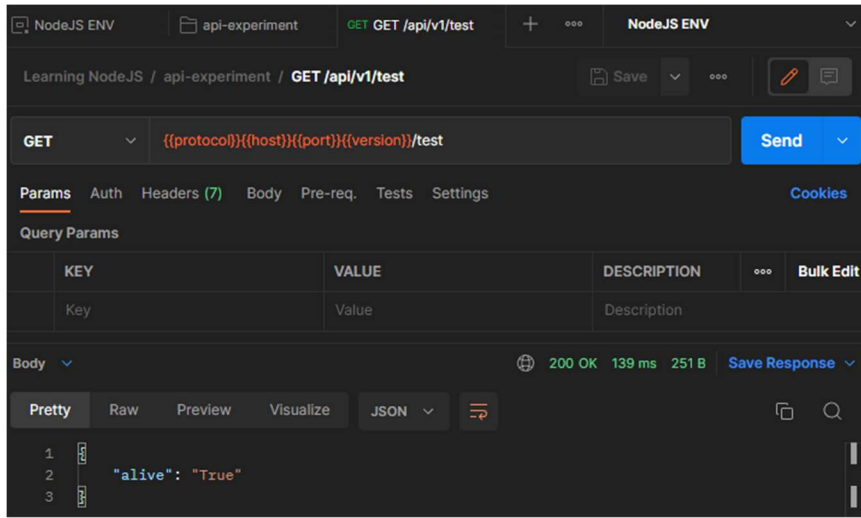 NodeJS ENV api-experiment GET GET /api/v1/test NodeJS ENV
Learning NodeJS / api-experiment / GET /api/v1/test Save
GET {{protocol}}{{host}}{{port}}{{version}}/test Send
Params Auth Headers (7) Body Pre-req. Tests Settings Cookies
Query Params
KEY VALUE DESCRIPTION Bulk Edit
Key Value Description
Body 200 OK 139 ms 251 B Save Response
Pretty Raw Preview Visualize JSON
1 {
2 "alive": "True"
3 }